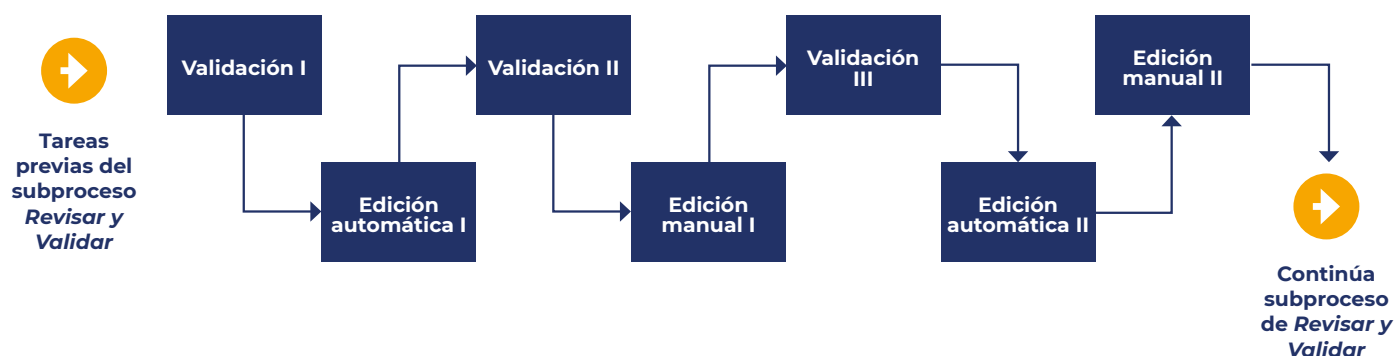 Tareas
previas del
subproceso
Revisar y
Validar
Validación I
Edición
automática I
Validación II
Edición
manual I
Validación
III
Edición
automática II
Edición
manual II
Continúa
subproceso
de Revisar y
Validar